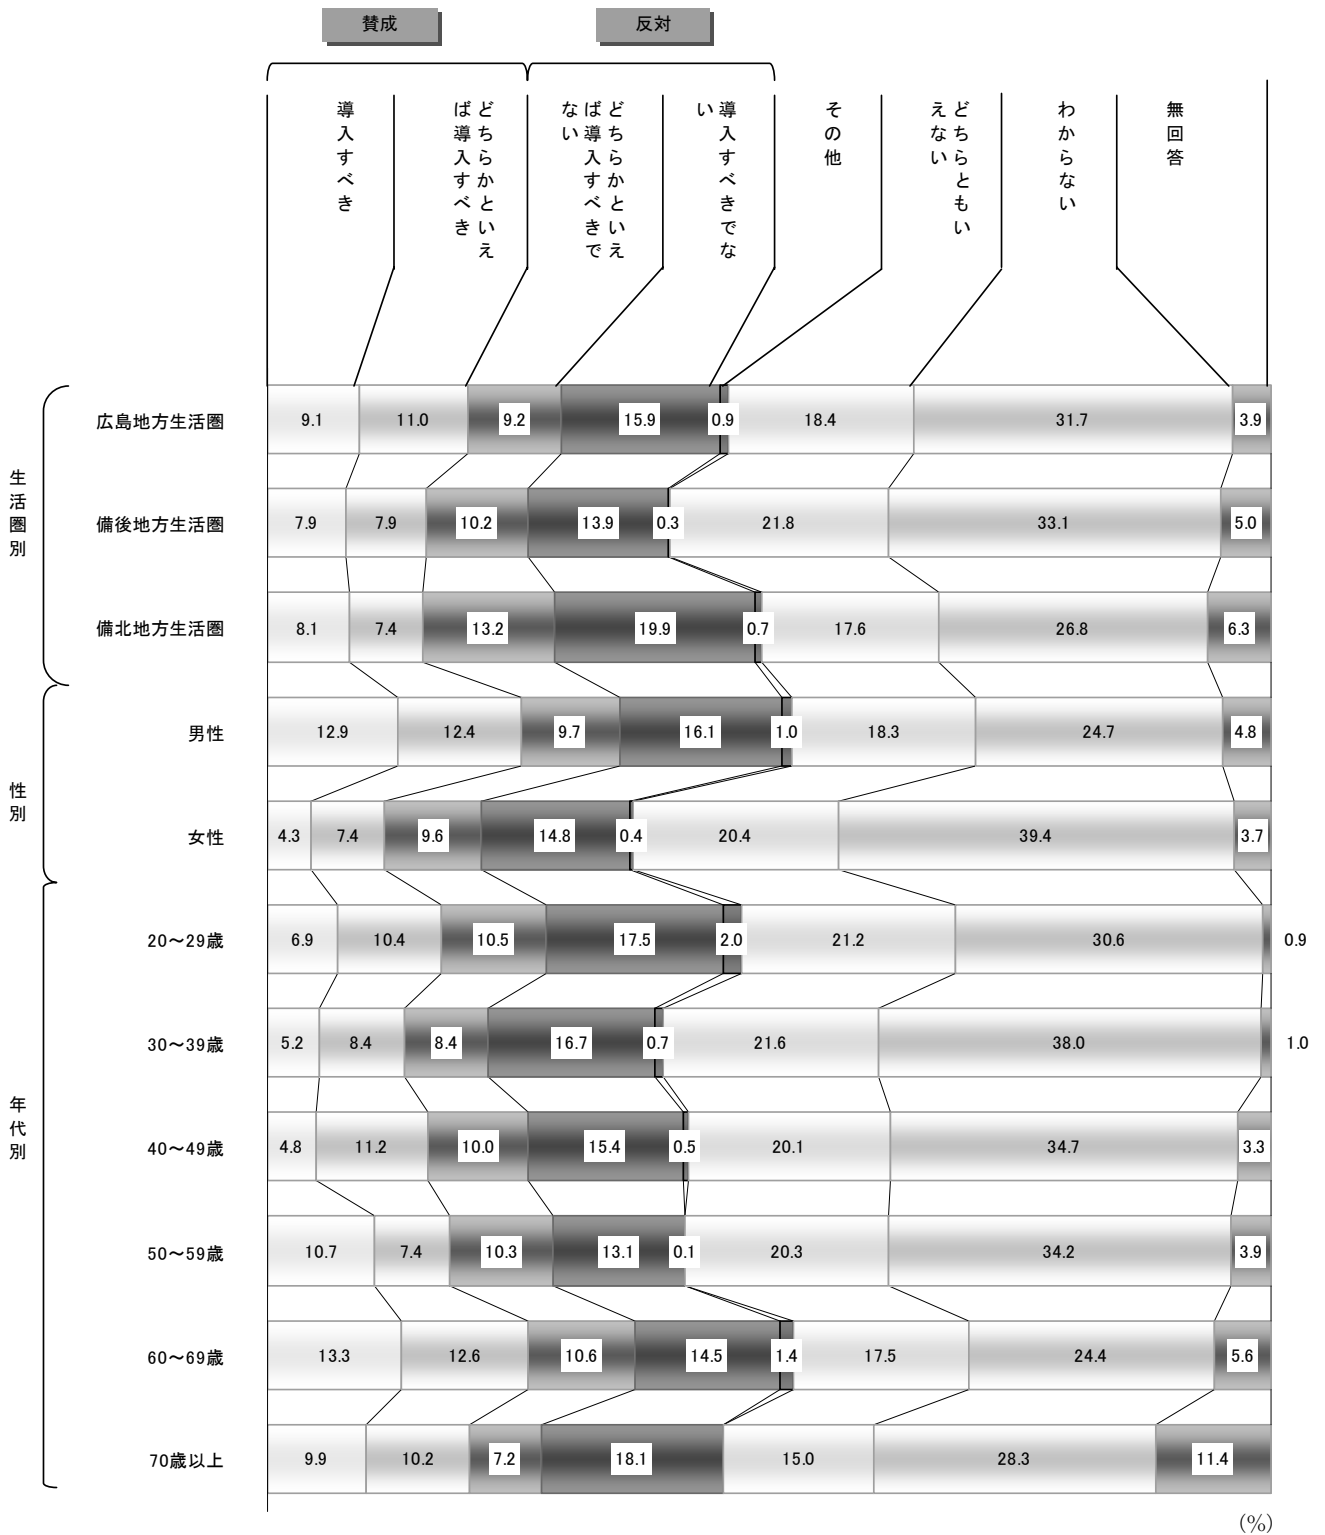 賛成
反対
導入すべき
どちらかといえ
ば導入すべき
どちらかといえ
ば導入すべきで
ない
導入すべきでな
い
その他
どちらともい
えない
わからない
無回答
生活圏別
広島地方生活圏 9.1 11.0 9.2 15.9 0.9 18.4 31.7 3.9
備後地方生活圏 7.9 7.9 10.2 13.9 0.3 21.8 33.1 5.0
備北地方生活圏 8.1 7.4 13.2 19.9 0.7 17.6 26.8 6.3
性別
男性 12.9 12.4 9.7 16.1 1.0 18.3 24.7 4.8
女性 4.3 7.4 9.6 14.8 0.4 20.4 39.4 3.7
年代別
20～29歳 6.9 10.4 10.5 17.5 2.0 21.2 30.6 0.9
30～39歳 5.2 8.4 8.4 16.7 0.7 21.6 38.0 1.0
40～49歳 4.8 11.2 10.0 15.4 0.5 20.1 34.7 3.3
50～59歳 10.7 7.4 10.3 13.1 0.1 20.3 34.2 3.9
60～69歳 13.3 12.6 10.6 14.5 1.4 17.5 24.4 5.6
70歳以上 9.9 10.2 7.2 18.1 15.0 28.3 11.4
(%)